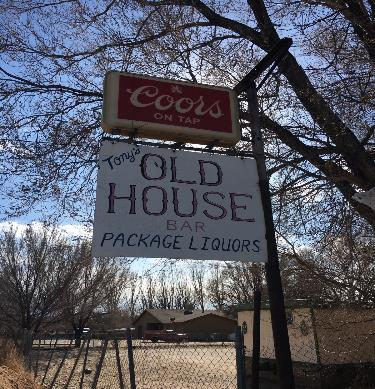 Coors
ON TAP
Tony's
OLD
HOUSE
BAR
PACKAGE LIQUORS